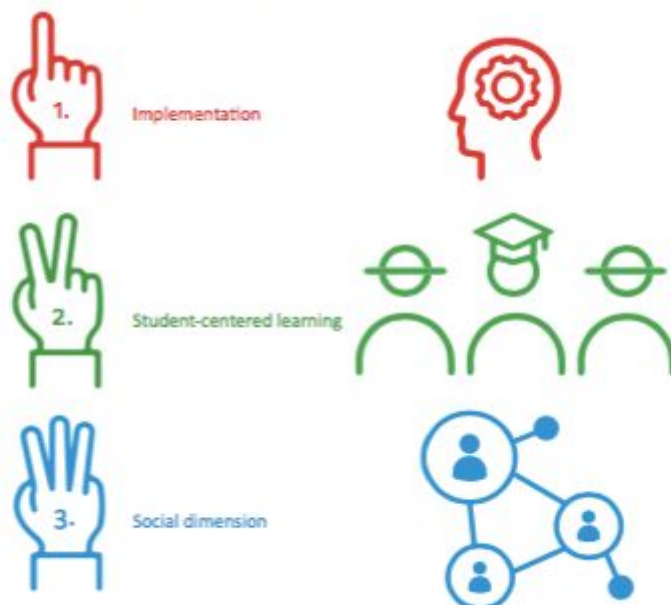 1.
Implementation
2.
Student-centered learning
3.
Social dimension